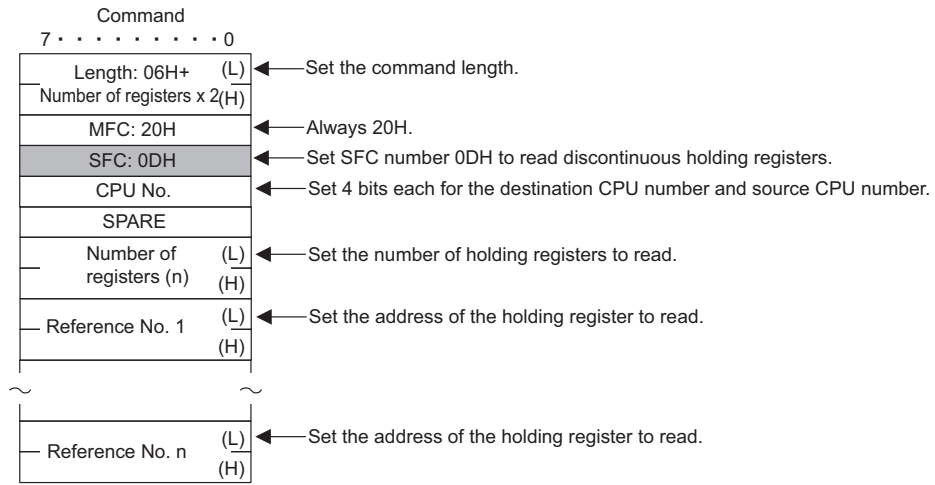 Command
7 · · · · · · · · · 0
Length: 06H+ (L)
Number of registers x 2(H)
Set the command length.
MFC: 20H
Always 20H.
SFC: 0DH
Set SFC number 0DH to read discontinuous holding registers.
CPU No.
Set 4 bits each for the destination CPU number and source CPU number.
SPARE
Number of (L)
registers (n) (H)
Set the number of holding registers to read.
Reference No. 1 (L)
(H)
Set the address of the holding register to read.
Reference No. n (L)
(H)
Set the address of the holding register to read.